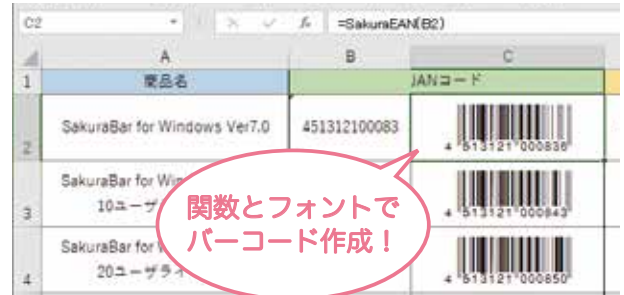 C2 fx =SakuraEAN(B2)
A B C
1 商品名 JANコード
2 SakuraBar for Windows Ver7.0 451312100083 4 513121 000836
SakuraBar for Win
3 10ユーザ 4 513121 000843
SakuraBar for
4 20ユーザライ 4 513121 000850
関数とフォントで
バーコード作成！